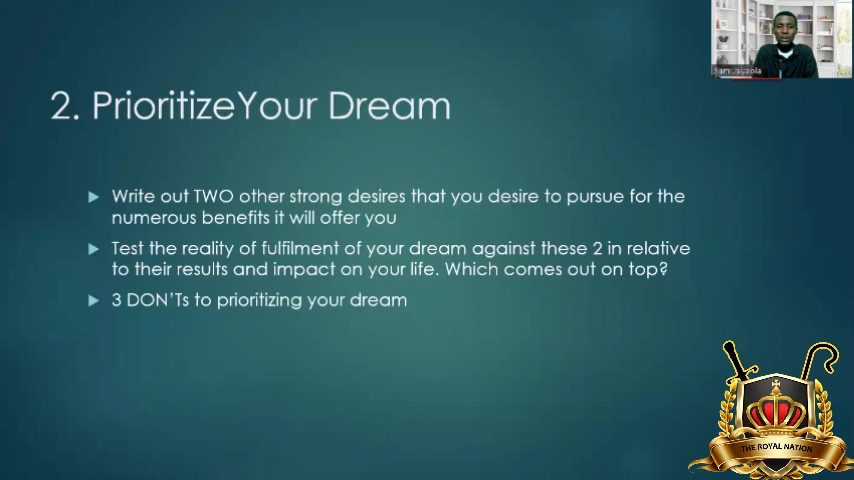 2. PrioritizeYour Dream
Write out TWO other strong desires that you desire to pursue for the
numerous benefits it will offer you
Test the reality of fulfilment of your dream against these 2 in relative
to their results and impact on your life. Which comes out on top?
3 DON'Ts to prioritizing your dream
THE ROYAL NATION